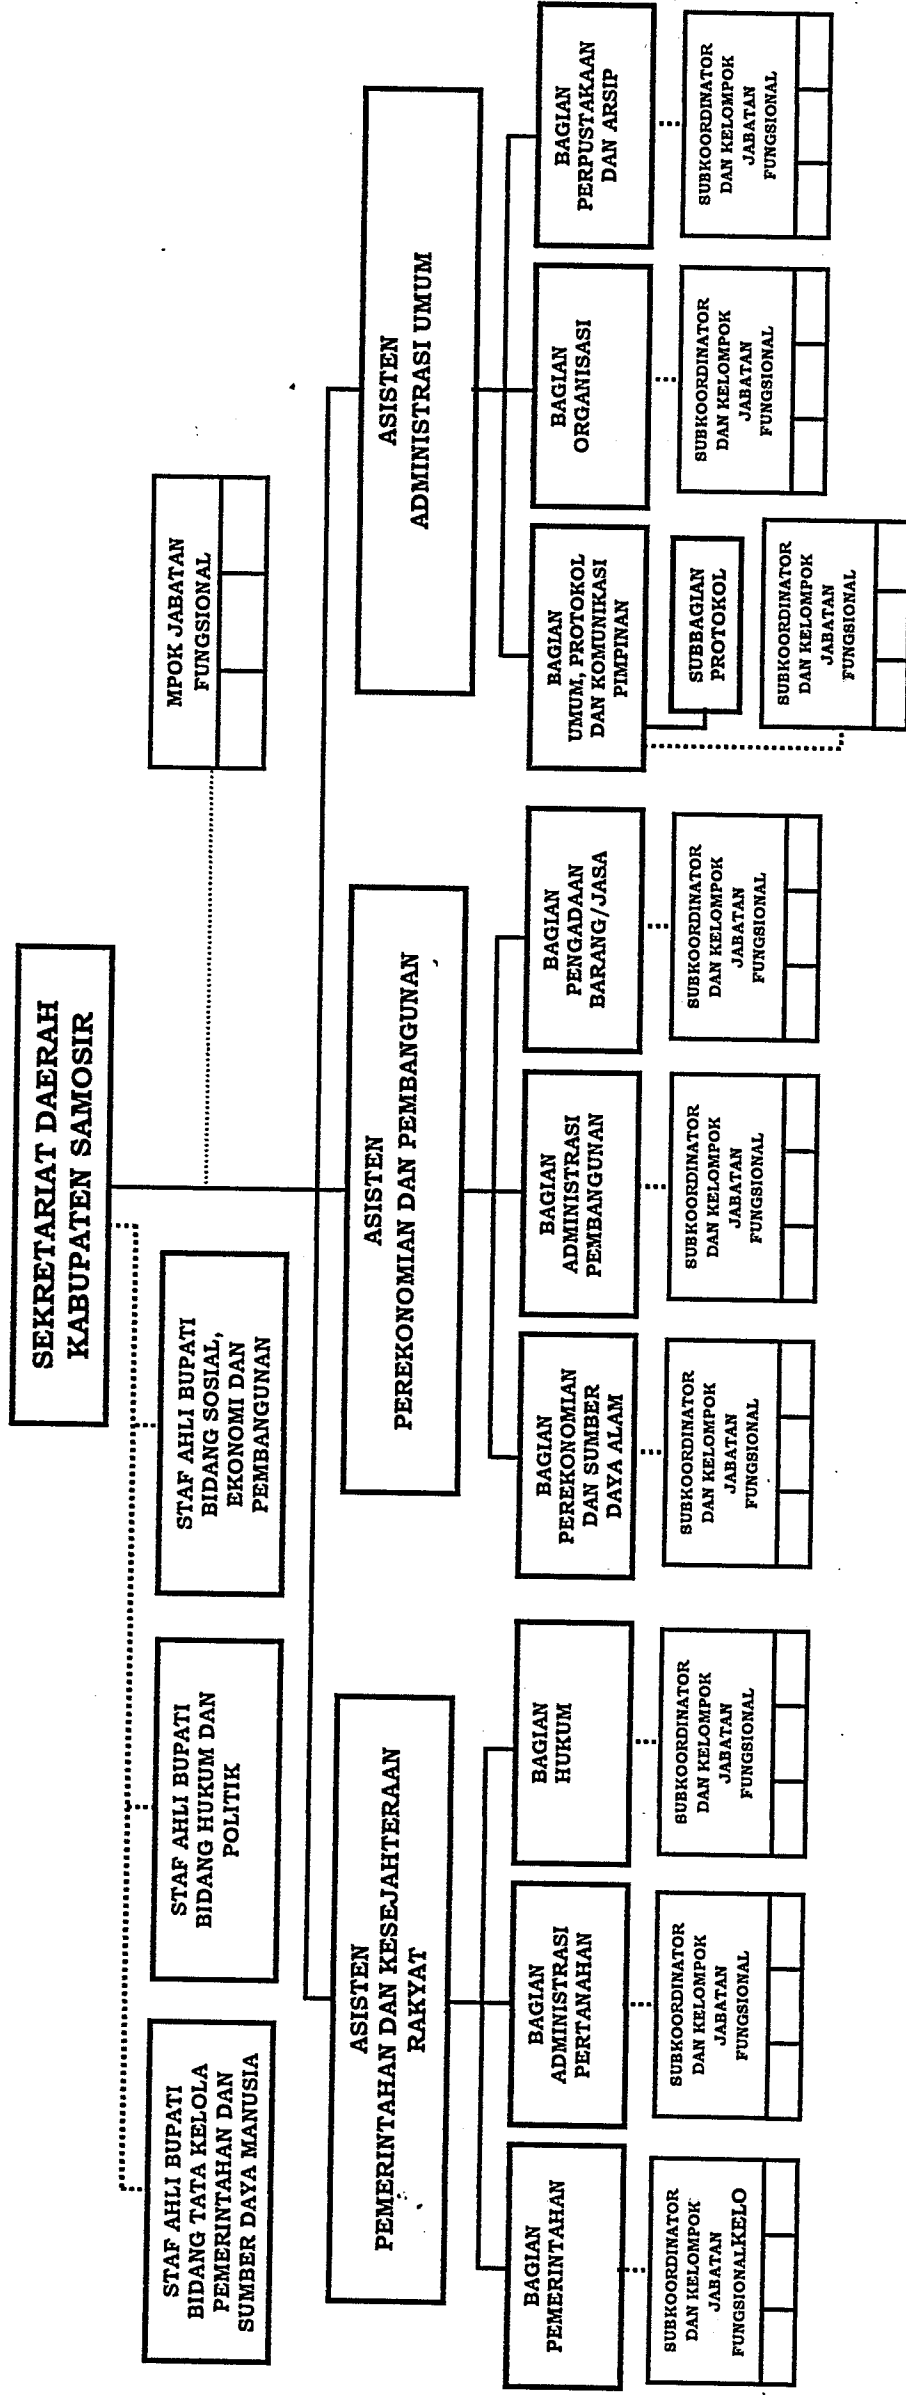 SEKRETARIAT DAERAH
KABUPATEN SAMOSIR
MPOK JABATAN
FUNGSIONAL
STAF AHLI BUPATI
BIDANG TATA KELOLA
PEMERINTAHAN DAN
SUMBER DAYA MANUSIA
STAF AHLI BUPATI
BIDANG HUKUM DAN
POLITIK
STAF AHLI BUPATI
BIDANG SOSIAL,
EKONOMI DAN
PEMBANGUNAN
ASISTEN
PEMERINTAHAN DAN KESEJAHTERAAN
RAKYAT
ASISTEN
PEREKONOMIAN DAN PEMBANGUNAN
ASISTEN
ADMINISTRASI UMUM
BAGIAN
PEMERINTAHAN
BAGIAN
ADMINISTRASI
PERTANAHAN
BAGIAN
HUKUM
BAGIAN
PEREKONOMIAN
DAN SUMBER
DAYA ALAM
BAGIAN
ADMINISTRASI
PEMBANGUNAN
BAGIAN
PENGADAAN
BARANG/JASA
BAGIAN
UMUM, PROTOKOL
DAN KOMUNIKASI
PIMPINAN
BAGIAN
ORGANISASI
BAGIAN
PERPUSTAKAAN
DAN ARSIP
SUBKOORDINATOR
DAN KELOMPOK
JABATAN
FUNGSIONALKELO
SUBKOORDINATOR
DAN KELOMPOK
JABATAN
FUNGSIONAL
SUBKOORDINATOR
DAN KELOMPOK
JABATAN
FUNGSIONAL
SUBKOORDINATOR
DAN KELOMPOK
JABATAN
FUNGSIONAL
SUBKOORDINATOR
DAN KELOMPOK
JABATAN
FUNGSIONAL
SUBKOORDINATOR
DAN KELOMPOK
JABATAN
FUNGSIONAL
SUBBAGIAN
PROTOKOL
SUBKOORDINATOR
DAN KELOMPOK
JABATAN
FUNGSIONAL
SUBKOORDINATOR
DAN KELOMPOK
JABATAN
FUNGSIONAL
SUBKOORDINATOR
DAN KELOMPOK
JABATAN
FUNGSIONAL